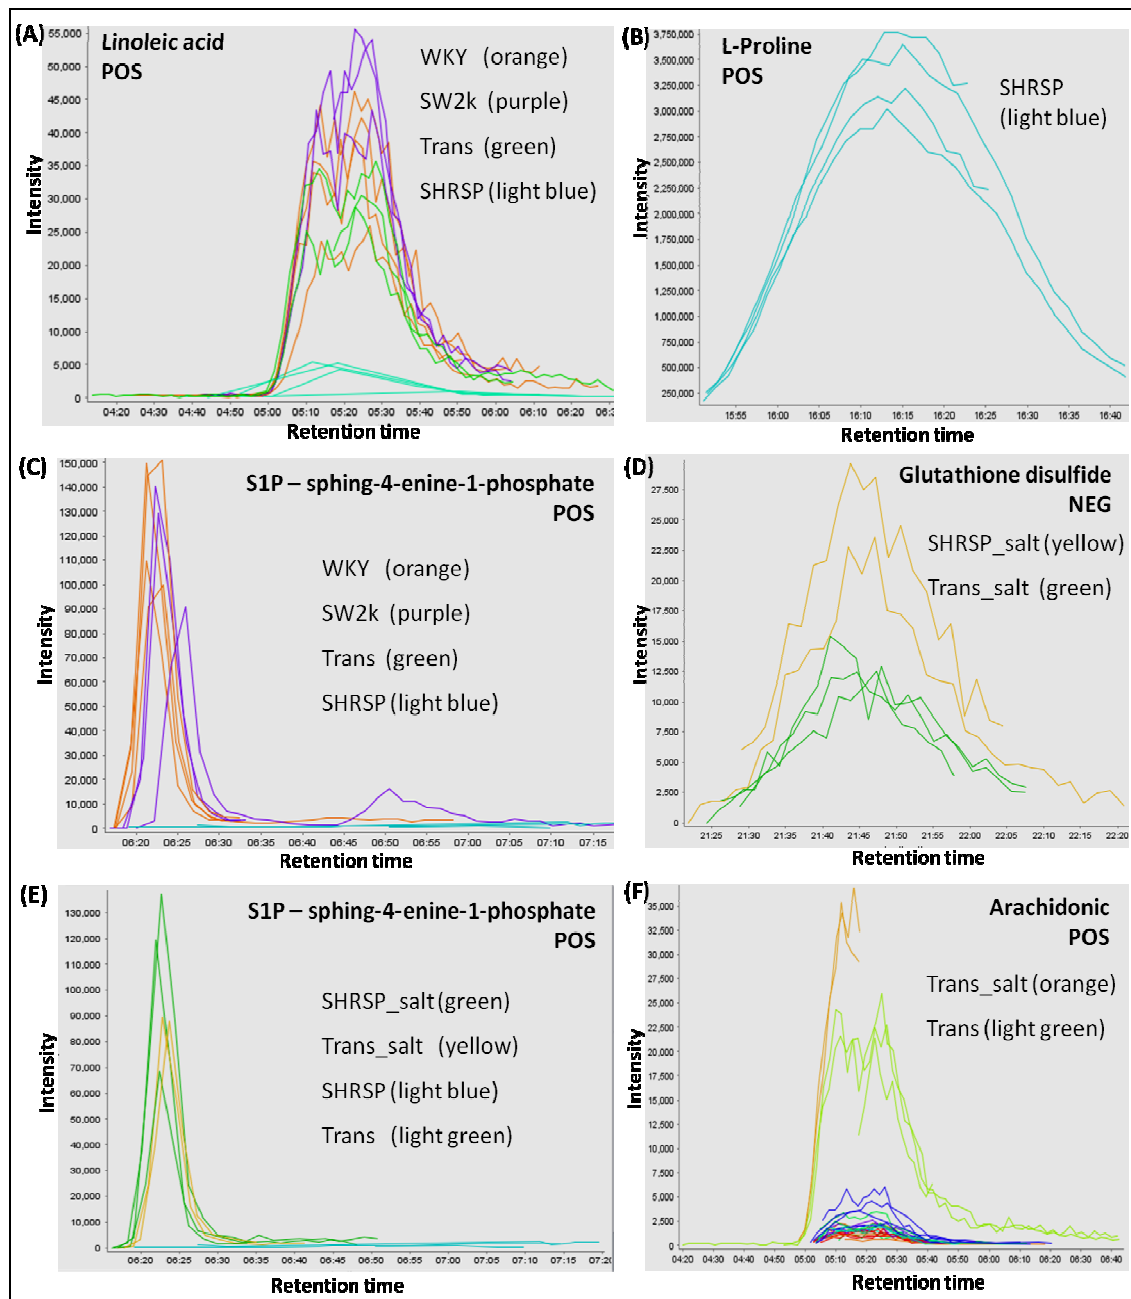 (A)
Linoleic acid
POS
WKY (orange)
SW2k (purple)
Trans (green)
SHRSP (light blue)
Intensity
55,000
50,000
45,000
40,000
35,000
30,000
25,000
20,000
15,000
10,000
5,000
0
04:20 04:30 04:40 04:50 05:00 05:10 05:20 05:30 05:40 05:50 06:00 06:10 06:20
Retention time
(B)
L-Proline
POS
SHRSP
(light blue)
Intensity
3,750,000
3,500,000
3,250,000
3,000,000
2,750,000
2,500,000
2,250,000
2,000,000
1,750,000
1,500,000
1,250,000
1,000,000
750,000
500,000
250,000
15:55 16:00 16:05 16:10 16:15 16:20 16:25 16:30 16:35 16:40
Retention time
(C)
S1P – sphing-4-enine-1-phosphate
POS
WKY (orange)
SW2k (purple)
Trans (green)
SHRSP (light blue)
Intensity
150,000
140,000
130,000
120,000
110,000
100,000
90,000
80,000
70,000
60,000
50,000
40,000
30,000
20,000
10,000
0
06:20 06:25 06:30 06:35 06:40 06:45 06:50 06:55 07:00 07:05 07:10 07:15
Retention time
(D)
Glutathione disulfide
NEG
SHRSP_salt (yellow)
Trans_salt (green)
Intensity
27,500
25,000
22,500
20,000
17,500
15,000
12,500
10,000
7,500
5,000
2,500
0
21:25 21:30 21:35 21:40 21:45 21:50 21:55 22:00 22:05 22:10 22:15 22:20
Retention time
(E)
S1P – sphing-4-enine-1-phosphate
POS
SHRSP_salt (green)
Trans_salt (yellow)
SHRSP (light blue)
Trans (light green)
Intensity
130,000
120,000
110,000
100,000
90,000
80,000
70,000
60,000
50,000
40,000
30,000
20,000
10,000
0
06:20 06:25 06:30 06:35 06:40 06:45 06:50 06:55 07:00 07:05 07:10 07:15
Retention time
(F)
Arachidonic
POS
Trans_salt (orange)
Trans (light green)
Intensity
35,000
32,500
30,000
27,500
25,000
22,500
20,000
17,500
15,000
12,500
10,000
7,500
5,000
2,500
0
04:20 04:30 04:40 04:50 05:00 05:10 05:20 05:30 05:40 05:50 06:00 06:10 06:20 06:30 06:40
Retention time